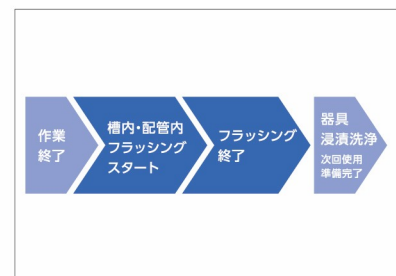 作業
終了
槽内・配管内
フラッシング
スタート
フラッシング
終了
器具
浸漬洗浄
次回使用
準備完了